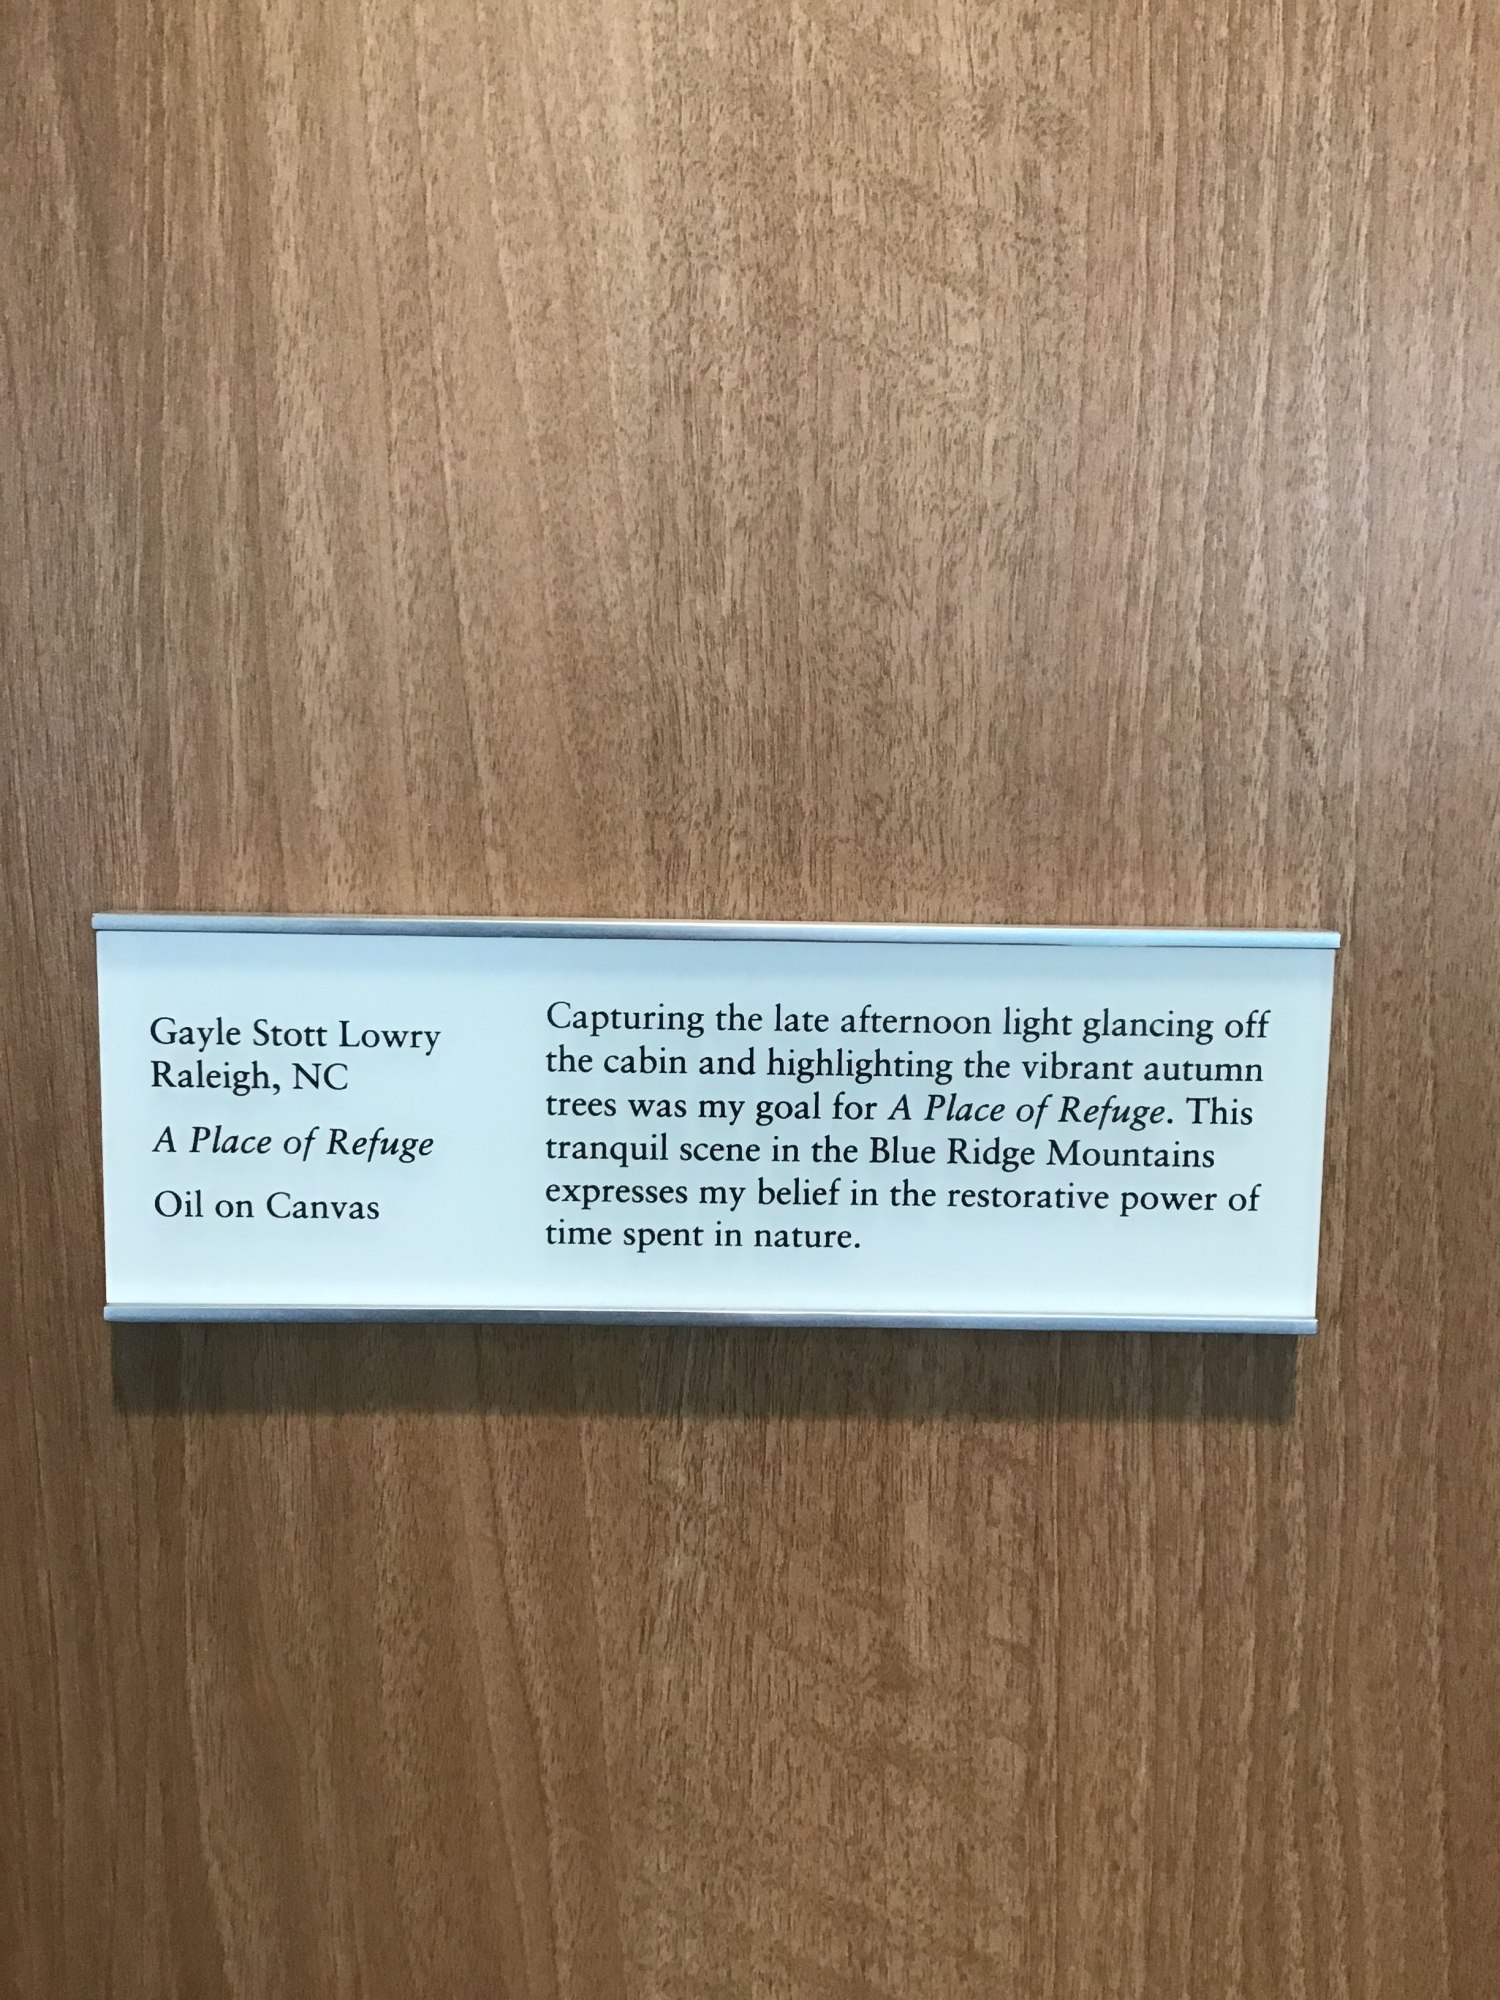 Gayle Stott Lowry
Raleigh, NC
A Place of Refuge
Oil on Canvas
Capturing the late afternoon light glancing off
the cabin and highlighting the vibrant autumn
trees was my goal for A Place of Refuge. This
tranquil scene in the Blue Ridge Mountains
expresses my belief in the restorative power of
time spent in nature.